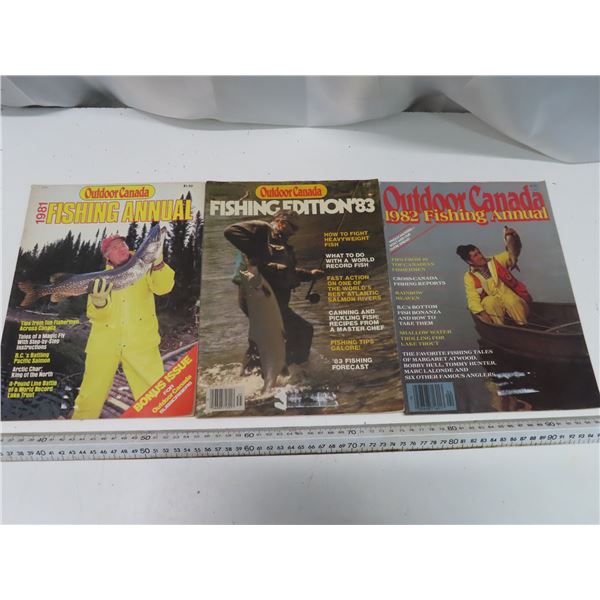 Outdoor Canada
$1.50
1981
FISHING ANNUAL
Tips from the Fishermen
Across Canada
Tales of a Magic Fly
With Step-by-Step
Instructions
B.C.'s Battling
Pacific Salmon
Arctic Char:
King of the North
4-Pound Line Battle
of a World Record
Lake Trout
BONUS ISSUE
FOR
Outdoor Canada
SUBSCRIBERS
Outdoor Canada
FISHING EDITION '83
HOW TO FIGHT
HEAVYWEIGHT
FISH
WHAT TO DO
WITH A WORLD
RECORD FISH
FAST ACTION
ON ONE OF
THE WORLD'S
BEST ATLANTIC
SALMON RIVERS
CANNING AND
PICKLING FISH:
RECIPES FROM
A MASTER CHEF
FISHING TIPS
GALORE!
'83 FISHING
FORECAST
Outdoor Canada
1982 Fishing Annual
TIPS FROM 10
TOP CANADIAN
FISHERMEN
CROSS-CANADA
FISHING REPORTS
RAINBOW
HEAVEN
B.C.'s BOTTOM
FISH BONANZA
AND HOW TO
TAKE THEM
SHALLOW WATER
TROLLING FOR
LAKE TROUT
THE FAVORITE FISHING TALES
OF MARGARET ATWOOD,
BOBBY HULL, TOMMY HUNTER,
MARC LALONDE AND
SIX OTHER FAMOUS ANGLERS